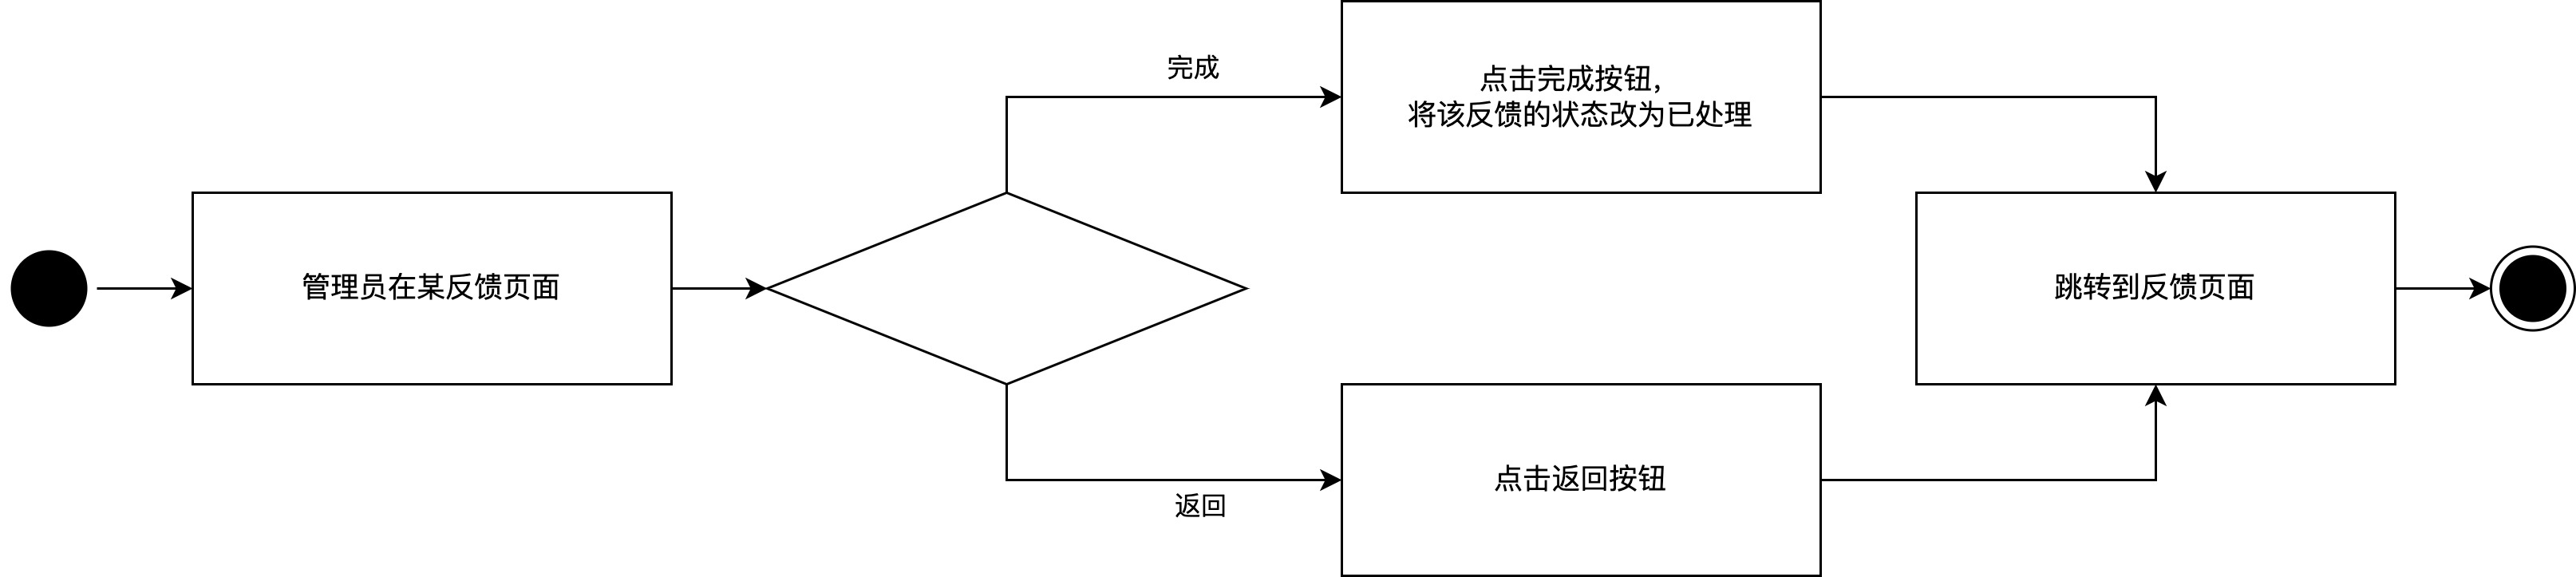 管理员在某反馈页面
完成
点击完成按钮，
将该反馈的状态改为已处理
返回
点击返回按钮
跳转到反馈页面